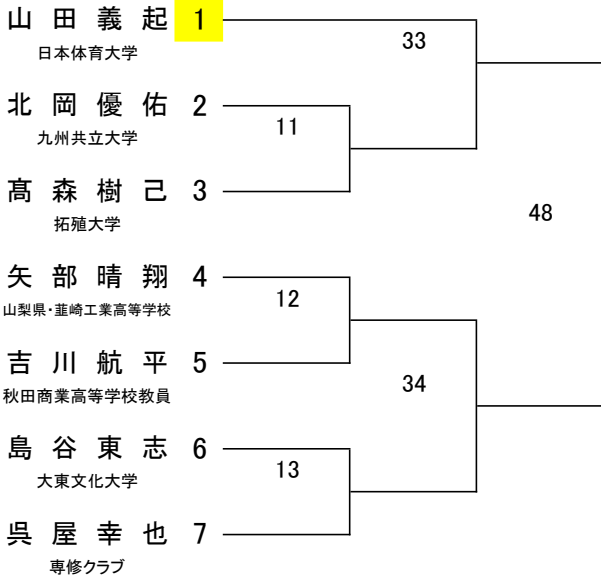 山田義起 1
33
日本体育大学
北岡優佑 2
11
九州共立大学
髙森樹己 3
拓殖大学
48
矢部晴翔 4
12
山梨県・韮崎工業高等学校
吉川航平 5
34
秋田商業高等学校教員
島谷東志 6
13
大東文化大学
呉屋幸也 7
専修クラブ